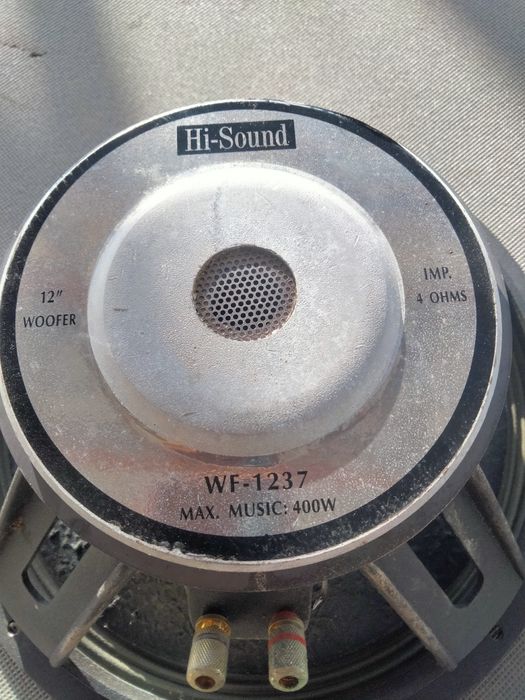 Hi-Sound
12"
WOOFER
IMP.
4 OHMS
WF-1237
MAX. MUSIC: 400W